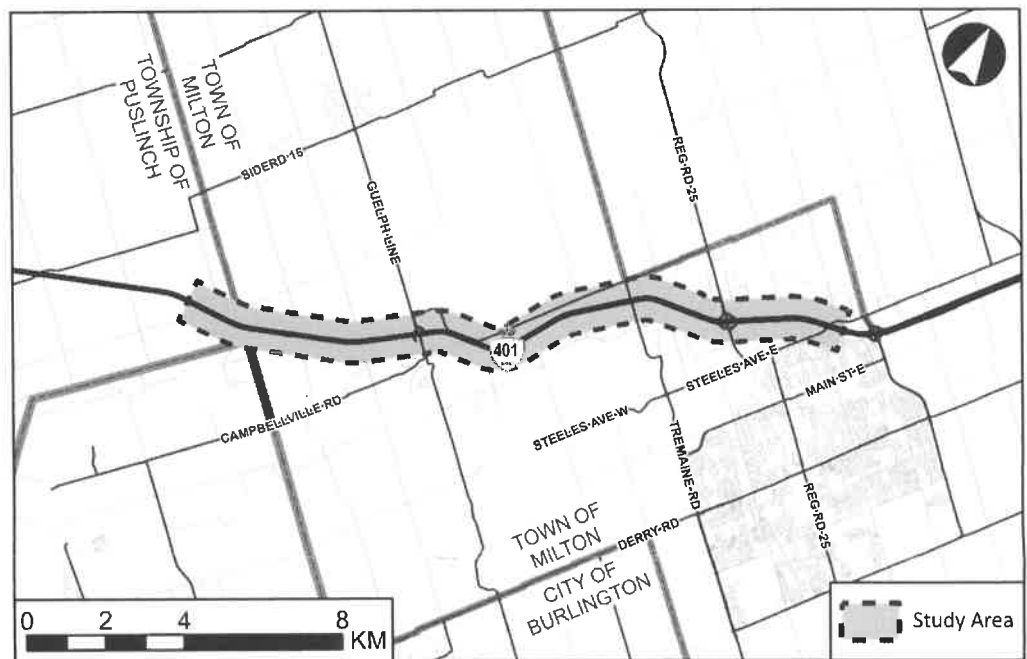 TOWNSHIP OF
PUSLINCH
TOWN OF
MILTON
SIDERD 15
GUELPH LINE
REG RD 25
401
STEELES AVE E
STEELES AVE W
MAIN ST E
CAMPBELLVILLE RD
TREMAINE RD
REG RD 25
TOWN OF
MILTON
DERRY RD
CITY OF
BURLINGTON
0 2 4 8
KM
Study Area